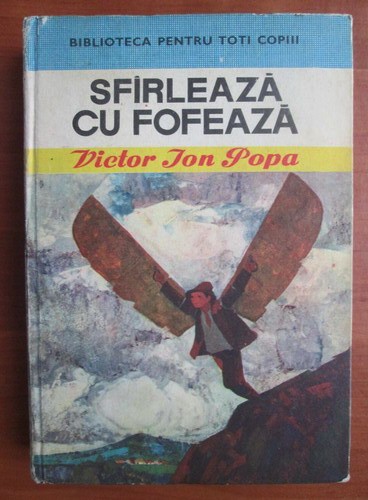 BIBLIOTECA PENTRU TOTI COPIII
SFÎRLEAZĂ
CU FOFEAZĂ
Victor Ion Popa